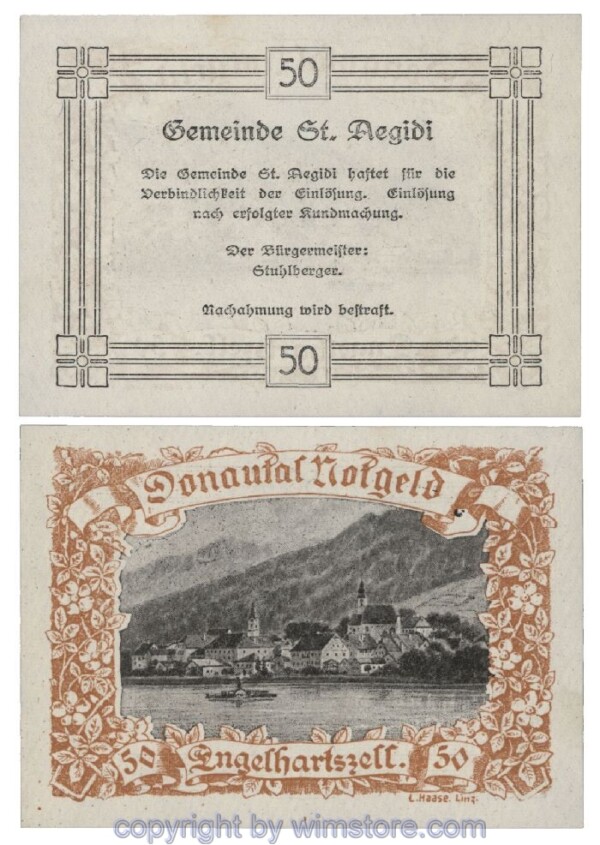 50
Gemeinde St. Aegidi
Die Gemeinde St. Aegidi haftet für die
Verbindlichkeit der Einlösung. Einlösung
nach erfolgter Kundmachung.
Der Bürgermeister:
Stuhlberger.
Nachahmung wird bestraft.
50
Donautal Notgeld
50 Engelhartszell. 50
L. Haase. Linz.
copyright by wimstore.com